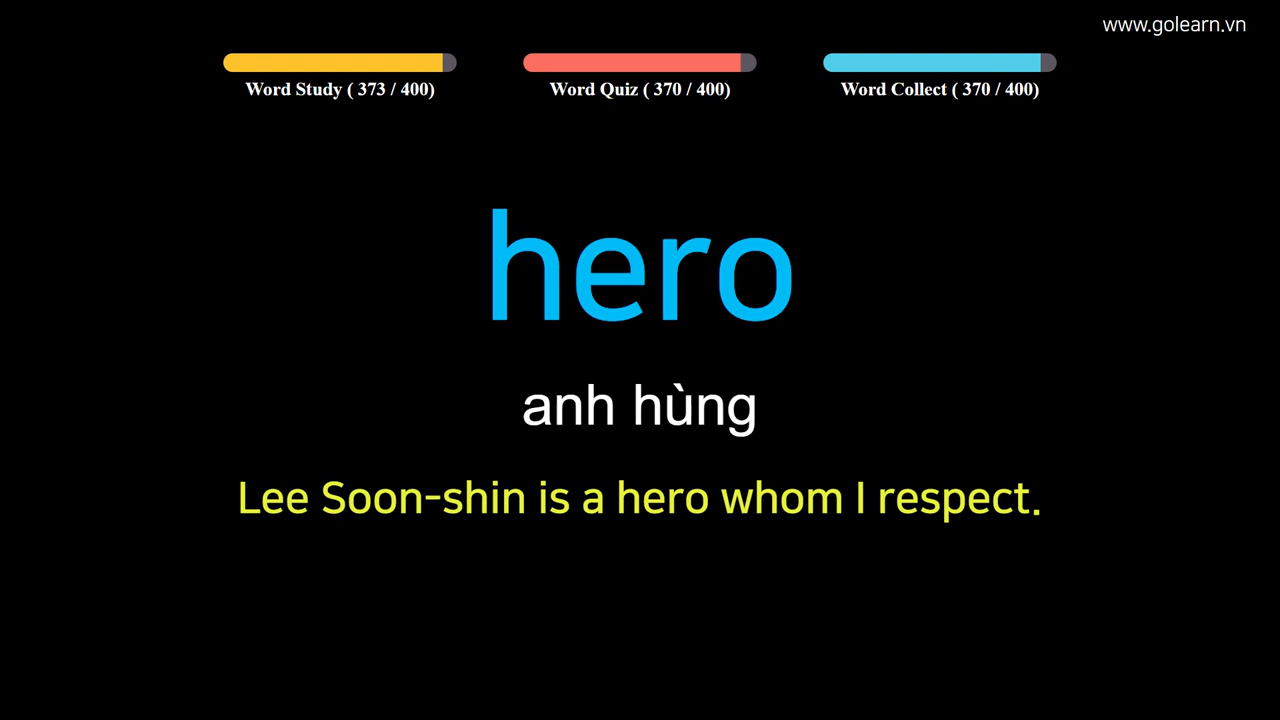 www.golearn.vn
Word Study ( 373 / 400)
Word Quiz ( 370 / 400)
Word Collect ( 370 / 400)
hero
anh hùng
Lee Soon-shin is a hero whom I respect.